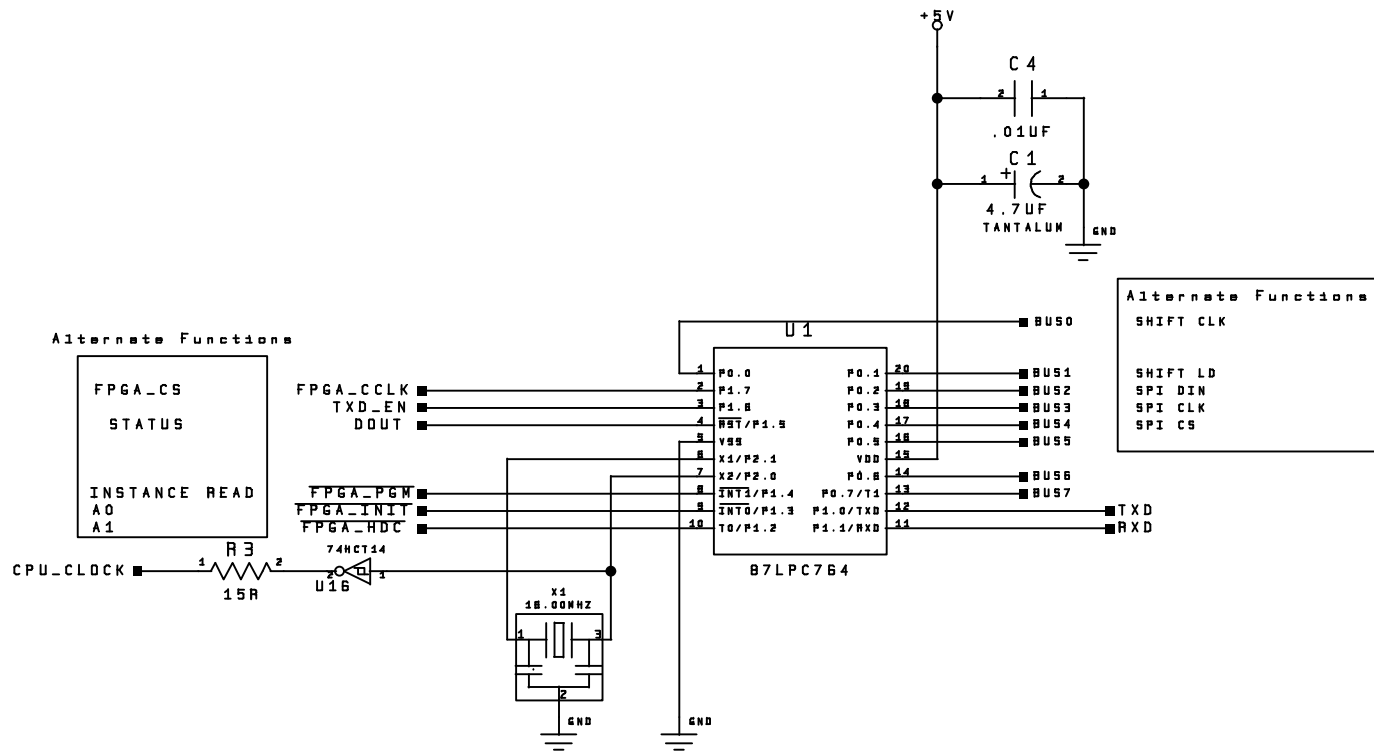 +5V
C4
2 1
.01UF
C1
1 + 2
4.7UF
TANTALUM
GND
Alternate Functions
SHIFT CLK
SHIFT LD
SPI DIN
SPI CLK
SPI CS
Alternate Functions
FPGA_CS
STATUS
INSTANCE READ
A0
A1
FPGA_CCLK
TXD_EN
DOUT
FPGA_PGM
FPGA_INIT
FPGA_HDC
U1
1 P0.0
2 P1.7
3 P1.6
4 RST/P1.5
5 VSS
6 X1/P2.1
7 X2/P2.0
8 INT1/P1.4
9 INT0/P1.3
10 T0/P1.2
P0.1 20
P0.2 19
P0.3 18
P0.4 17
P0.5 16
VDD 15
P0.6 14
P0.7/T1 13
P1.0/TXD 12
P1.1/RXD 11
87LPC764
BUS0
BUS1
BUS2
BUS3
BUS4
BUS5
BUS6
BUS7
TXD
RXD
CPU_CLOCK
R3
1 2
15R
74HCT14
2 1
U16
X1
16.00MHZ
1 3
2
GND
GND